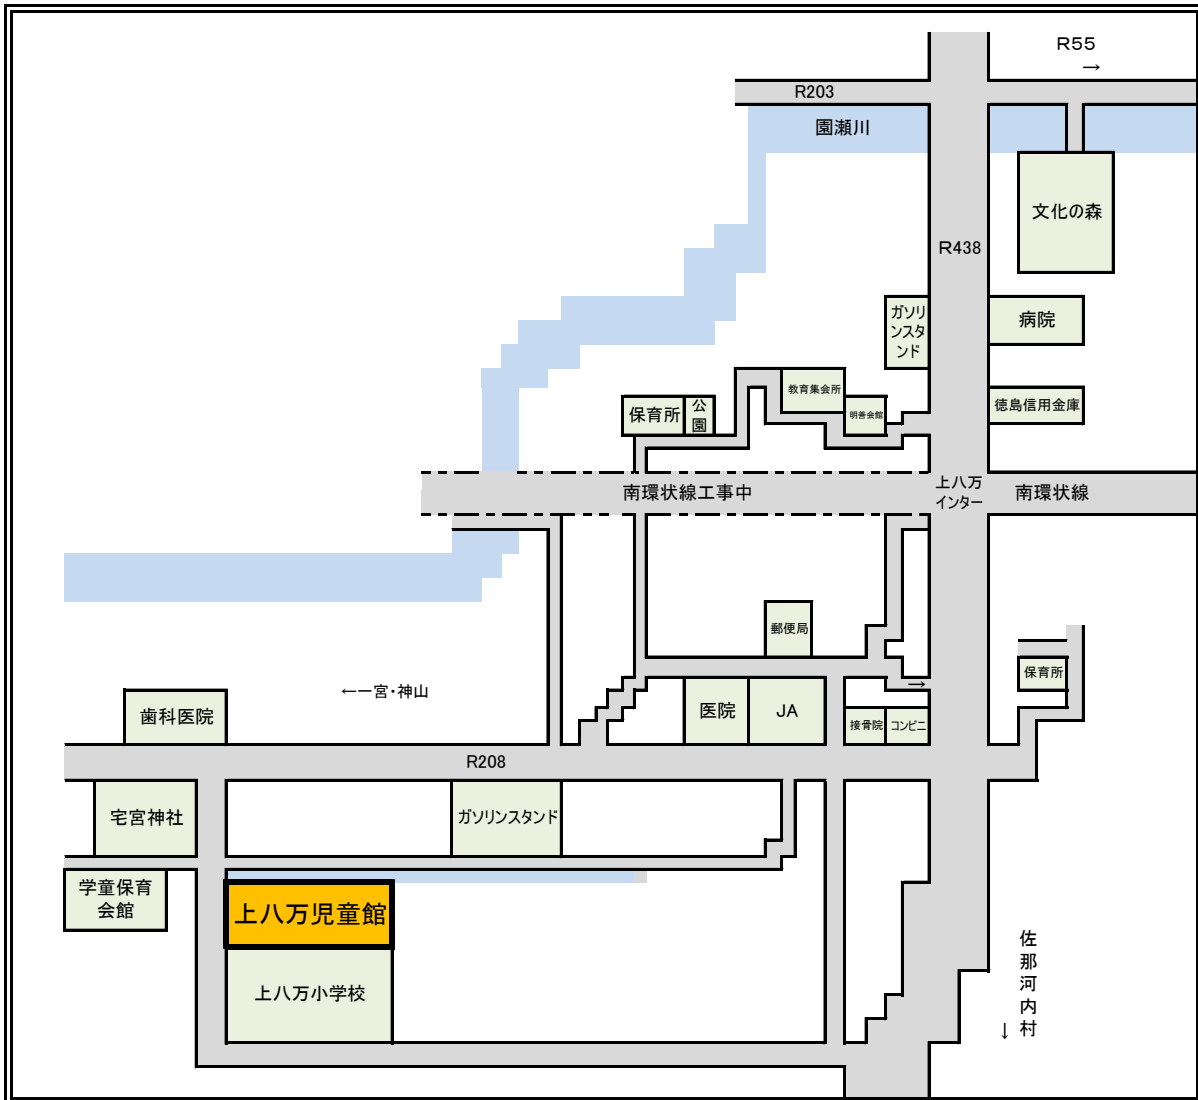 R55
→
R203
園瀬川
文化の森
R438
ガソリ
ンスタ
ンド
病院
教育集会所
徳島信用金庫
保育所
公
園
明善会館
上八万
インター
南環状線工事中
南環状線
郵便局
保育所
→
←一宮・神山
歯科医院
医院
JA
接骨院
コンビニ
R208
宅宮神社
ガソリンスタンド
学童保育
会館
上八万児童館
上八万小学校
佐
那
河
内
村
↓